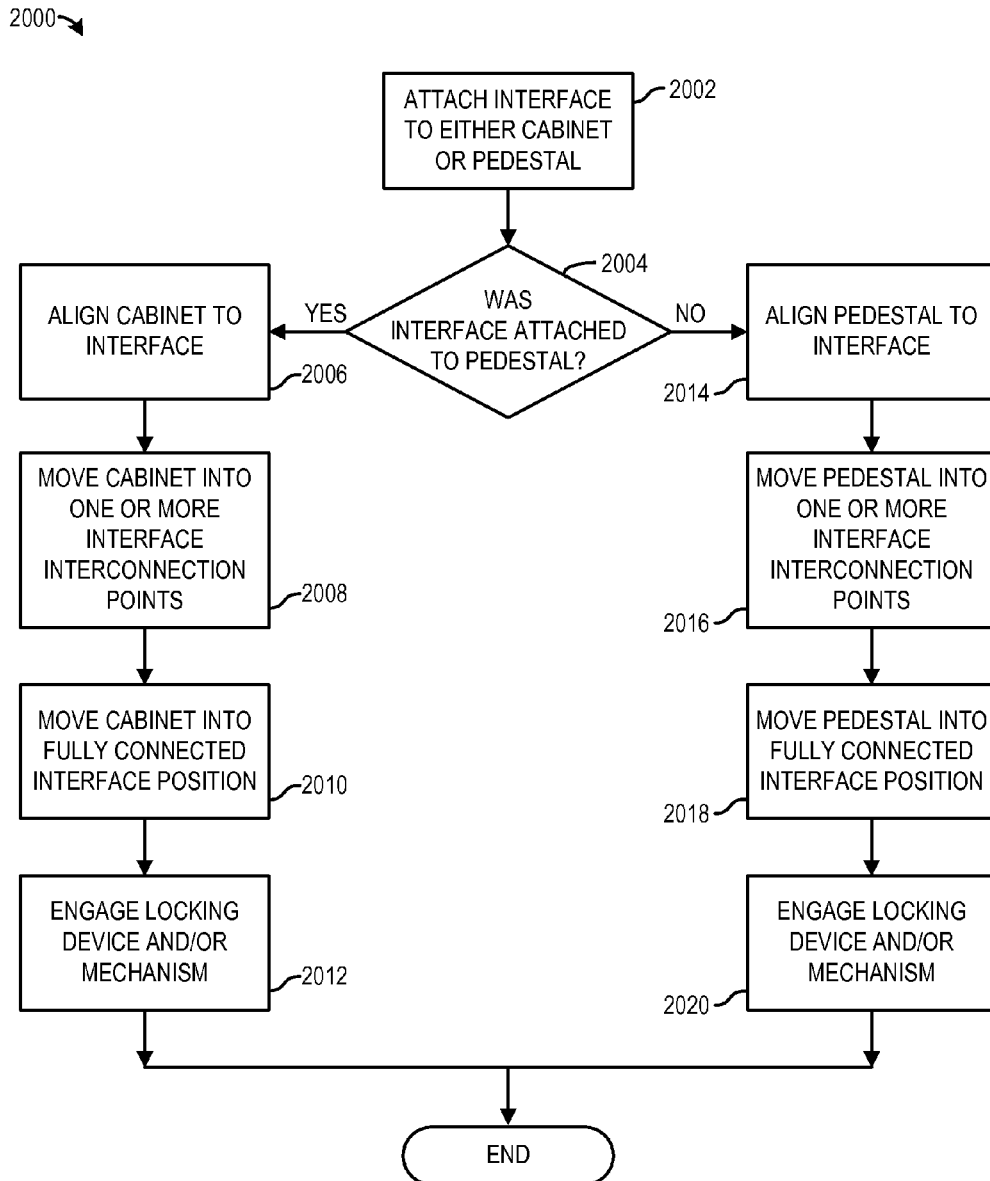 2000
ATTACH INTERFACE
TO EITHER CABINET
OR PEDESTAL
2002
WAS
INTERFACE ATTACHED
TO PEDESTAL?
2004
YES
NO
ALIGN CABINET TO
INTERFACE
2006
MOVE CABINET INTO
ONE OR MORE
INTERFACE
INTERCONNECTION
POINTS
2008
MOVE CABINET INTO
FULLY CONNECTED
INTERFACE POSITION
2010
ENGAGE LOCKING
DEVICE AND/OR
MECHANISM
2012
ALIGN PEDESTAL TO
INTERFACE
2014
MOVE PEDESTAL INTO
ONE OR MORE
INTERFACE
INTERCONNECTION
POINTS
2016
MOVE PEDESTAL INTO
FULLY CONNECTED
INTERFACE POSITION
2018
ENGAGE LOCKING
DEVICE AND/OR
MECHANISM
2020
END